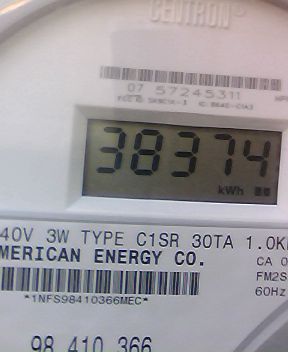 CENTRON®
07 57245311
38374
kWh
40V 3W TYPE C1SR 30TA 1.0K
MERICAN ENERGY CO.
CA 0
FM2S
*1NFS98410366MEC*
60Hz
98 410 366